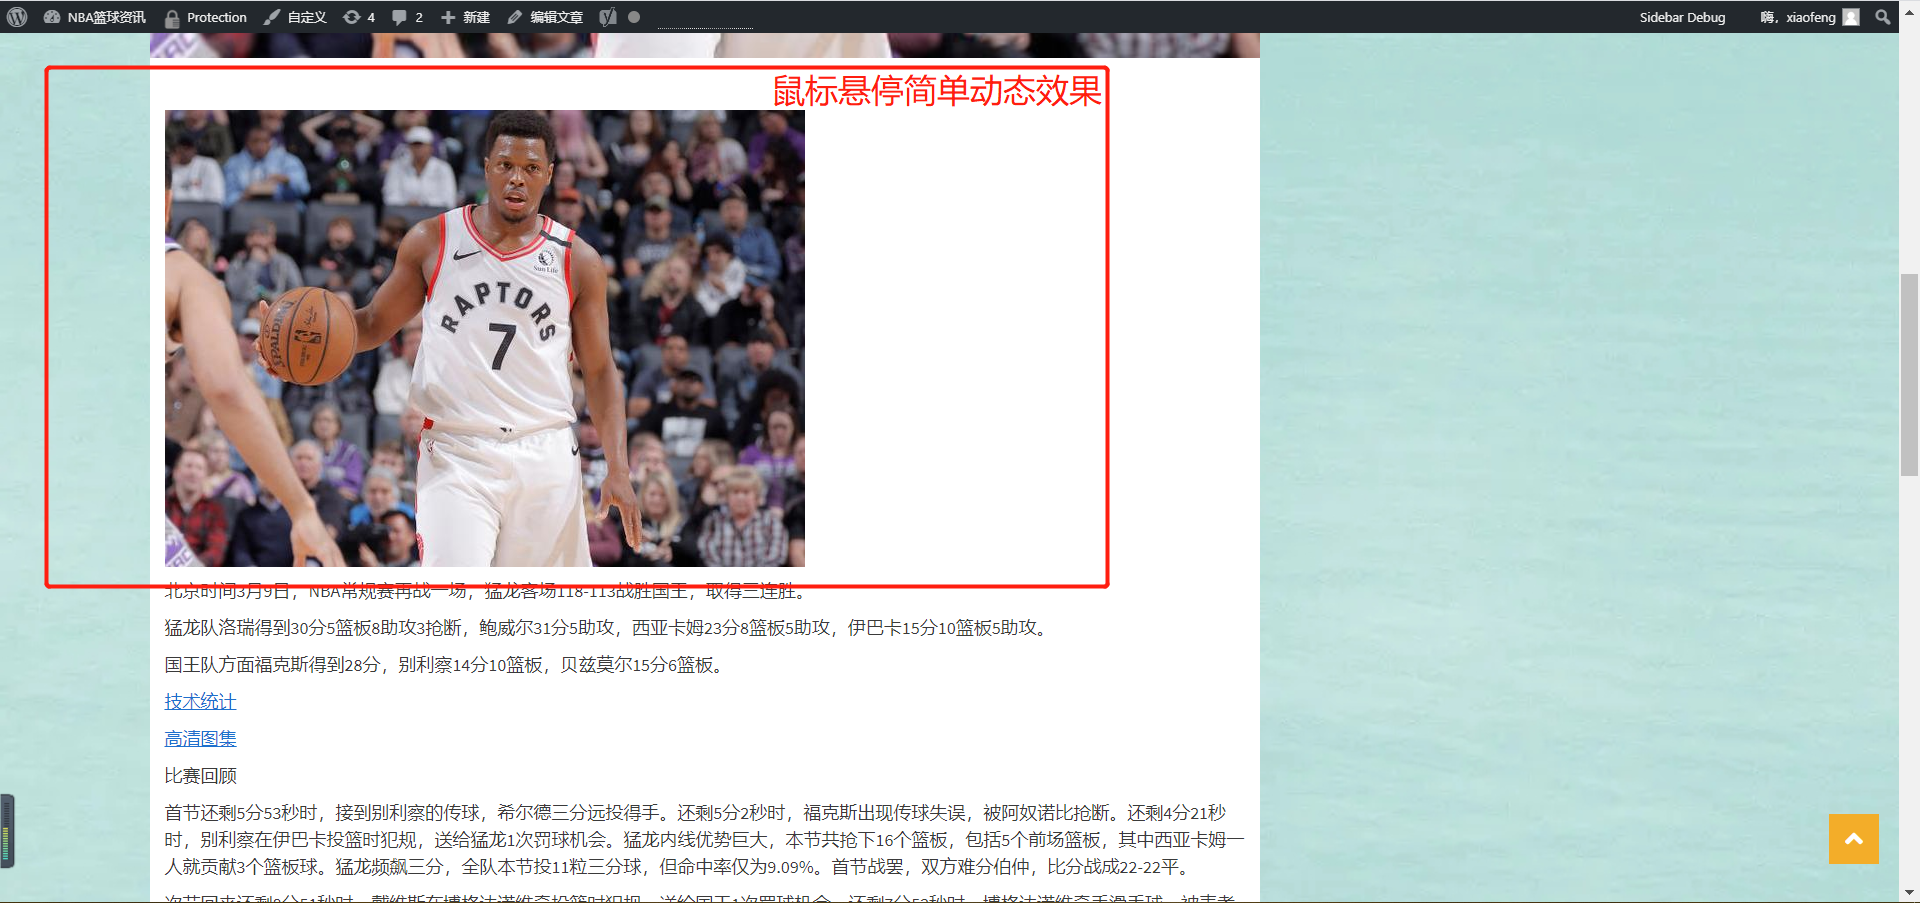 NBA篮球资讯 Protection 自定义 4 2 新建 编辑文章 Sidebar Debug 嗨，xiaofeng
鼠标悬停简单动态效果
Sun Life
RAPTORS
7
SPALDING
北京时间3月9日，NBA常规赛再战一场，猛龙客场118-113战胜国王，取得三连胜。
猛龙队洛瑞得到30分5篮板8助攻3抢断，鲍威尔31分5助攻，西亚卡姆23分8篮板5助攻，伊巴卡15分10篮板5助攻。
国王队方面福克斯得到28分，别利察14分10篮板，贝兹莫尔15分6篮板。
技术统计
高清图集
比赛回顾
首节还剩5分53秒时，接到别利察的传球，希尔德三分远投得手。还剩5分2秒时，福克斯出现传球失误，被阿奴诺比抢断。还剩4分21秒
时，别利察在伊巴卡投篮时犯规，送给猛龙1次罚球机会。猛龙内线优势巨大，本节共抢下16个篮板，包括5个前场篮板，其中西亚卡姆一
人就贡献3个篮板球。猛龙频飙三分，全队本节投11粒三分球，但命中率仅为9.09%。首节战罢，双方难分伯仲，比分战成22-22平。